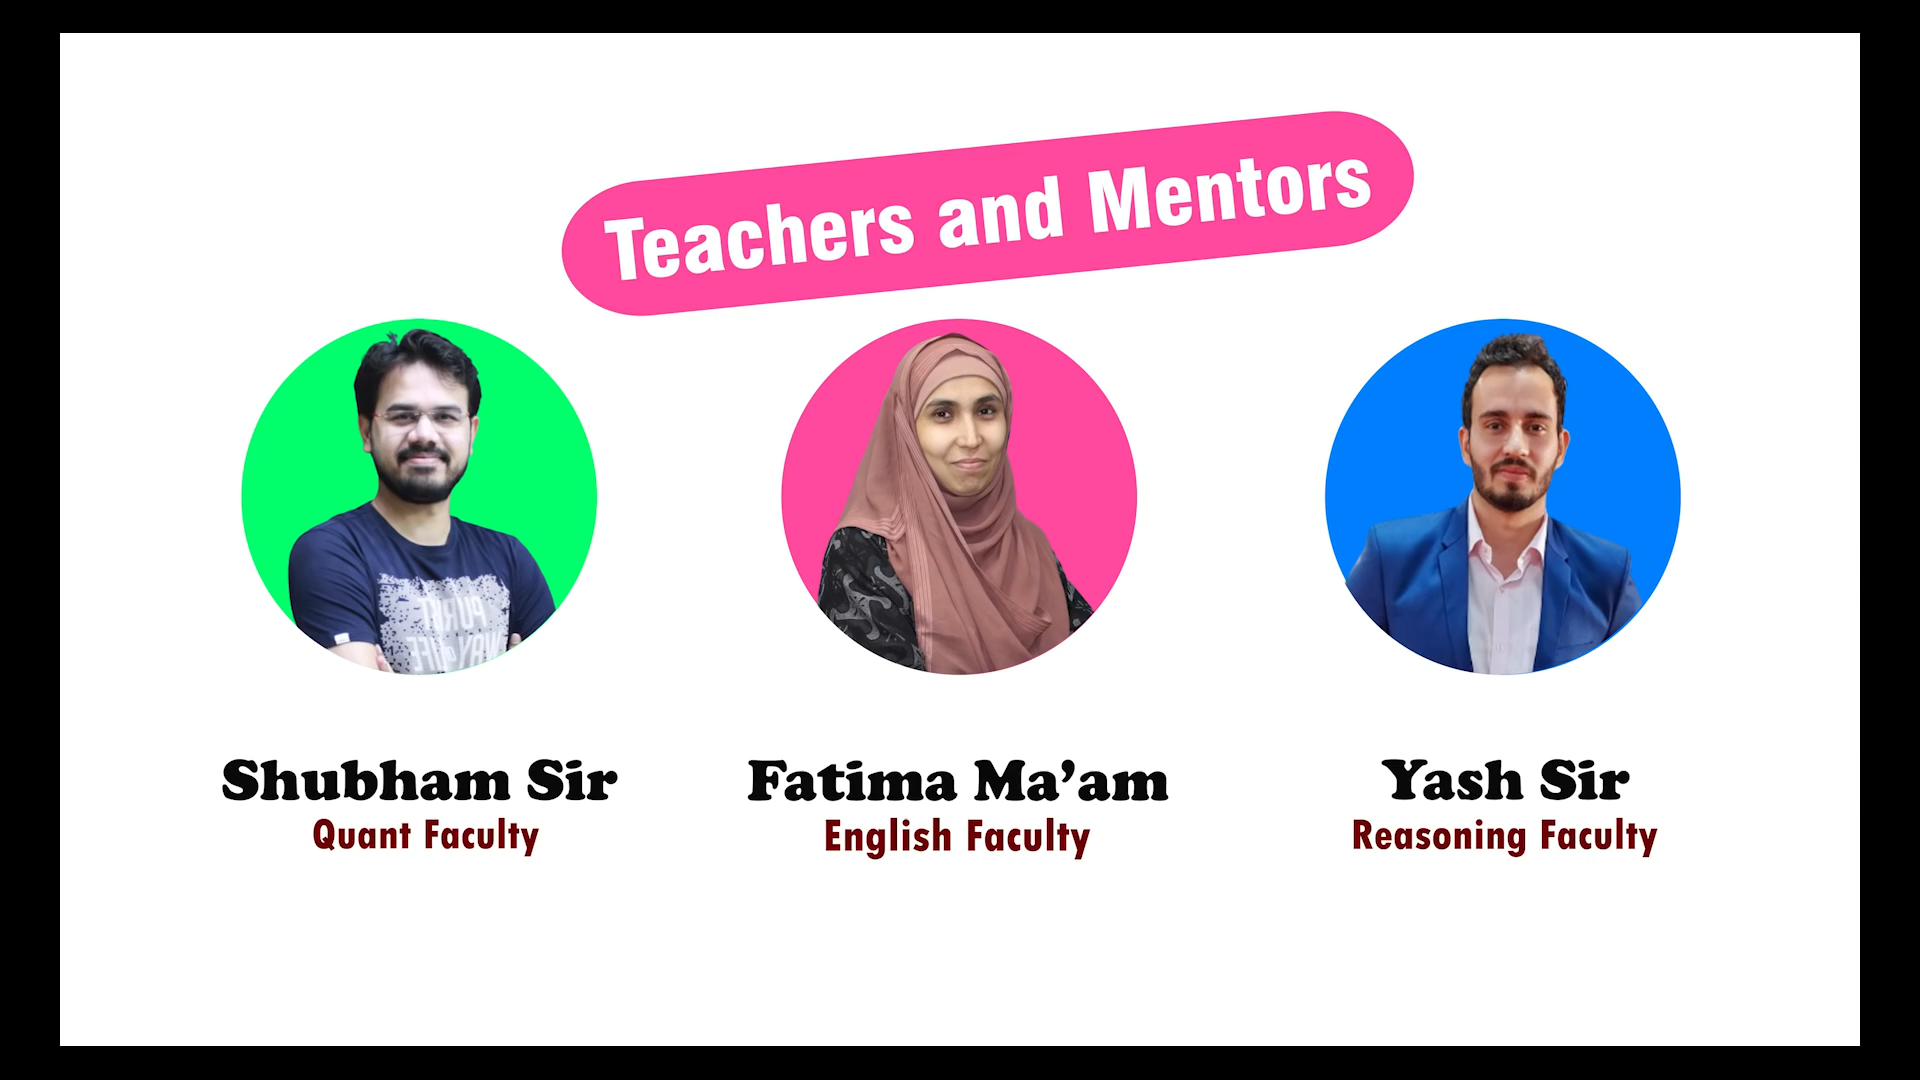 Teachers and Mentors
Shubham Sir
Quant Faculty
Fatima Ma’am
English Faculty
Yash Sir
Reasoning Faculty